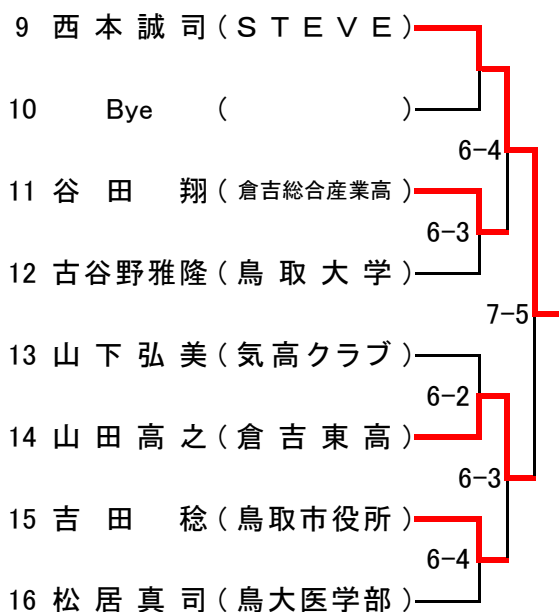 9 西本誠司(ＳＴＥＶＥ)
10 Bye ( )
6-4
11 谷田 翔(倉吉総合産業高)
6-3
12 古谷野雅隆(鳥取大学)
7-5
13 山下弘美(気高クラブ)
6-2
14 山田高之(倉吉東高)
6-3
15 吉田 稔(鳥取市役所)
6-4
16 松居真司(鳥大医学部)